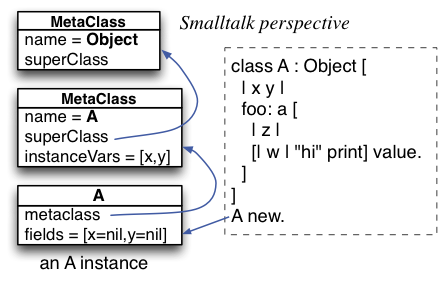 Smalltalk perspective
MetaClass
name = Object
superClass
MetaClass
name = A
superClass
instanceVars = [x,y]
A
metaclass
fields = [x=nil,y=nil]
an A instance
class A : Object [
| x y |
foo: a [
| z |
[| w | "hi" print] value.
]
]
A new.